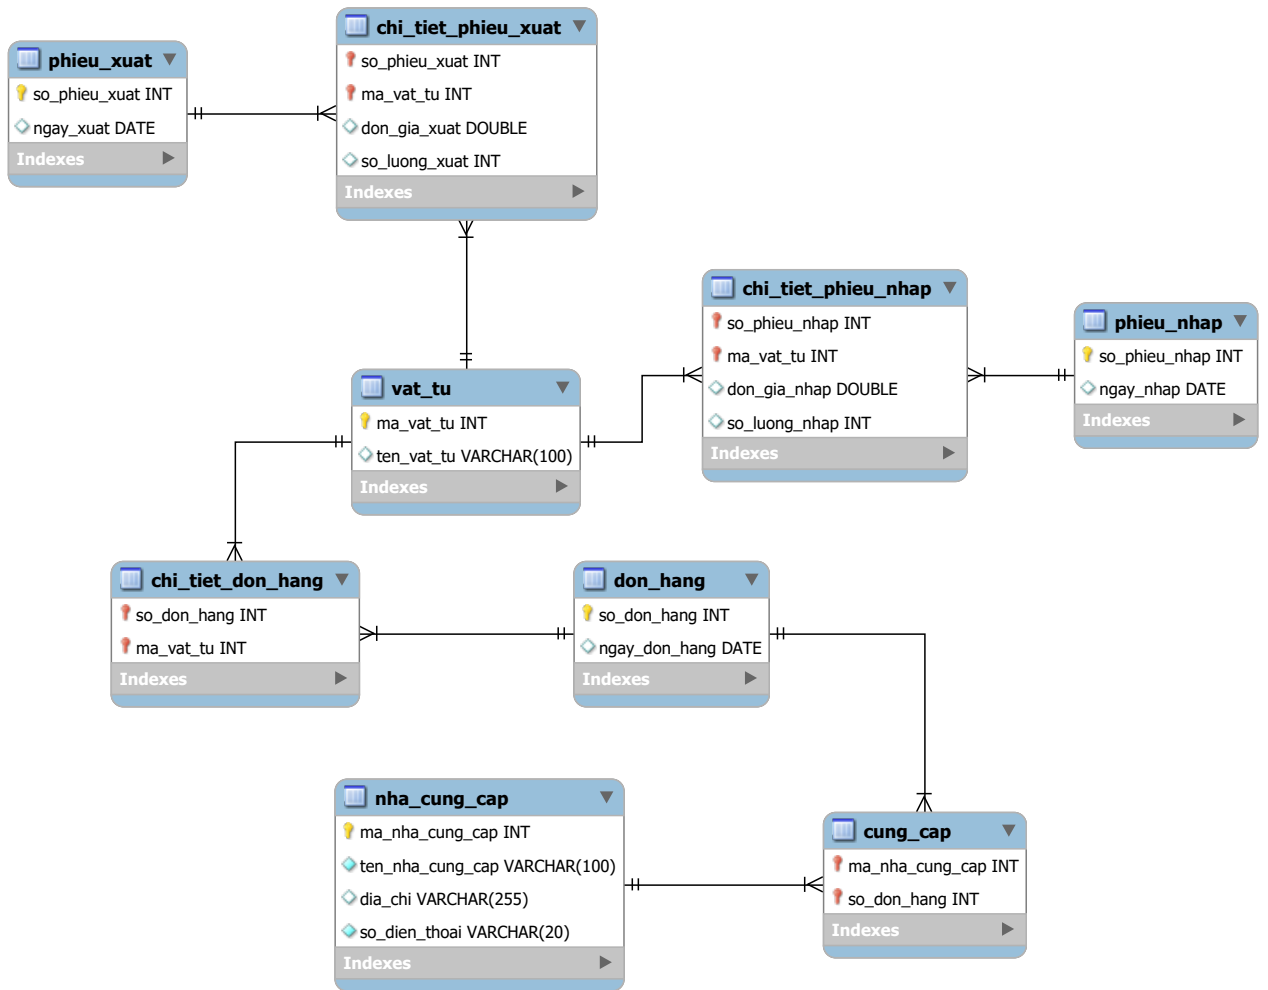 phieu_xuat
so_phieu_xuat INT
ngay_xuat DATE
Indexes
chi_tiet_phieu_xuat
so_phieu_xuat INT
ma_vat_tu INT
don_gia_xuat DOUBLE
so_luong_xuat INT
Indexes
chi_tiet_phieu_nhap
so_phieu_nhap INT
ma_vat_tu INT
don_gia_nhap DOUBLE
so_luong_nhap INT
Indexes
phieu_nhap
so_phieu_nhap INT
ngay_nhap DATE
Indexes
vat_tu
ma_vat_tu INT
ten_vat_tu VARCHAR(100)
Indexes
chi_tiet_don_hang
so_don_hang INT
ma_vat_tu INT
Indexes
don_hang
so_don_hang INT
ngay_don_hang DATE
Indexes
nha_cung_cap
ma_nha_cung_cap INT
ten_nha_cung_cap VARCHAR(100)
dia_chi VARCHAR(255)
so_dien_thoai VARCHAR(20)
Indexes
cung_cap
ma_nha_cung_cap INT
so_don_hang INT
Indexes